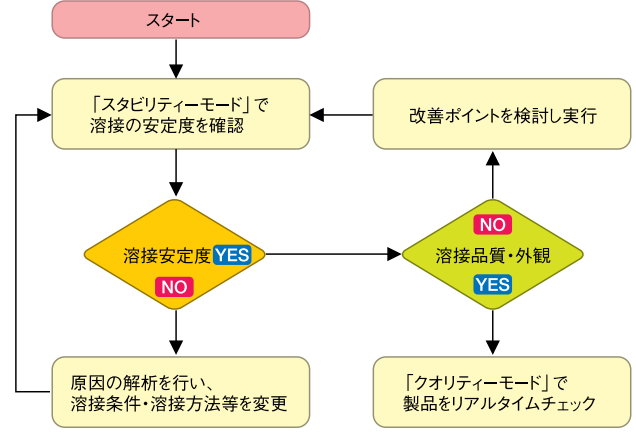 スタート
「スタビリティーモード」で
溶接の安定度を確認
改善ポイントを検討し実行
溶接安定度 YES
NO
NO
溶接品質・外観
YES
原因の解析を行い、
溶接条件・溶接方法等を変更
「クオリティーモード」で
製品をリアルタイムチェック